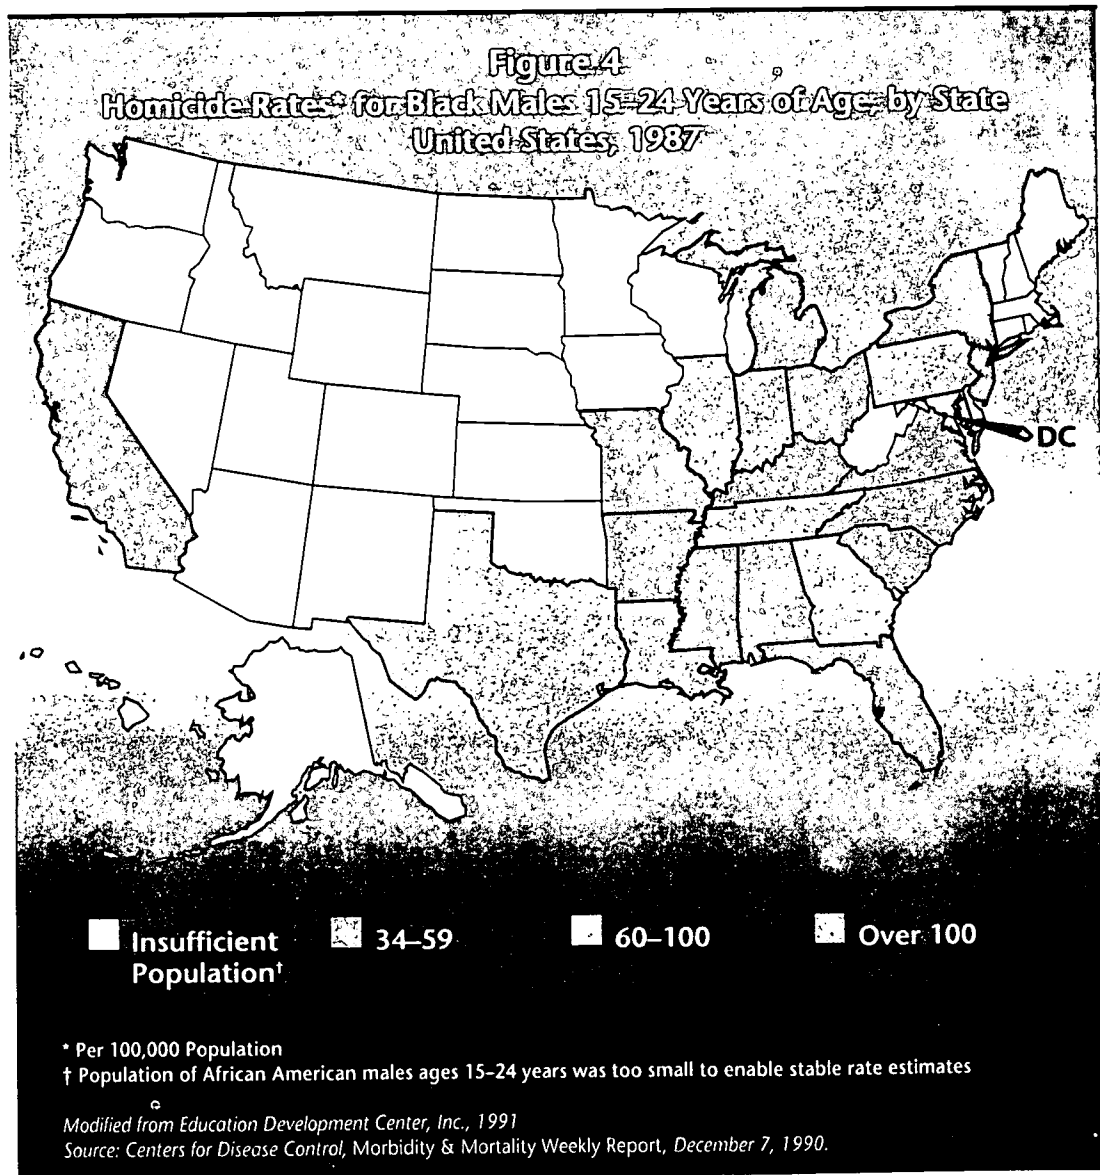 Figure 4
Homicide Rates* for Black Males 15–24 Years of Age, by State
United States, 1987
DC
Insufficient
Population†
34–59
60–100
Over 100
* Per 100,000 Population
† Population of African American males ages 15–24 years was too small to enable stable rate estimates
Modified from Education Development Center, Inc., 1991
Source: Centers for Disease Control, Morbidity & Mortality Weekly Report, December 7, 1990.